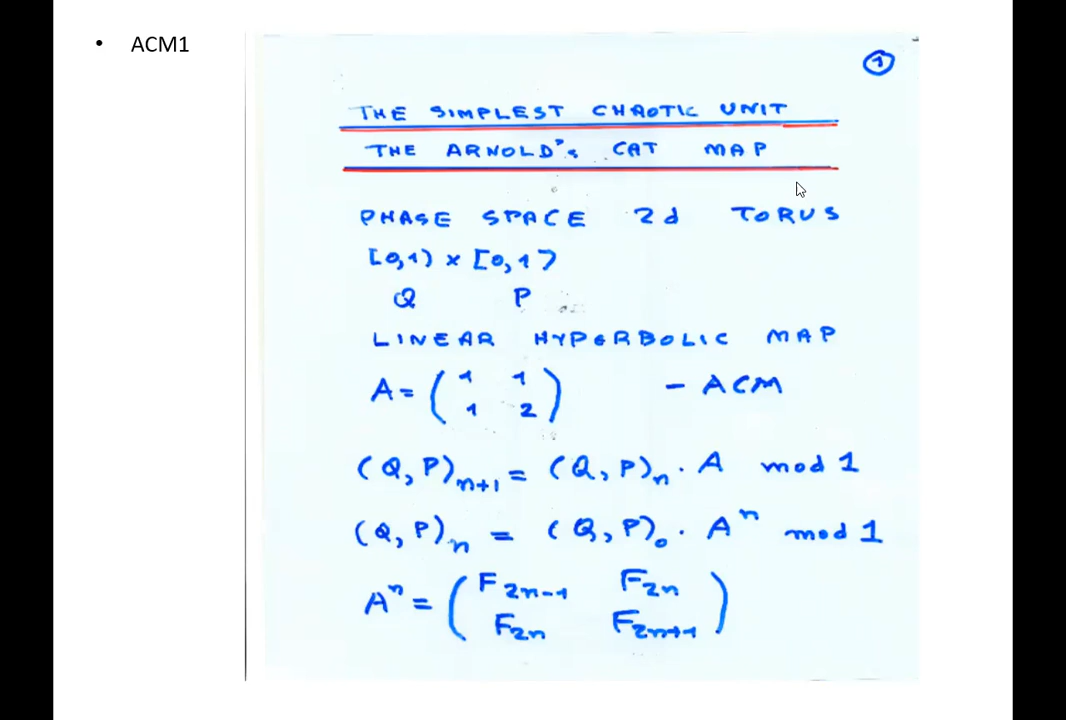 • ACM1
1
THE SIMPLEST CHAOTIC UNIT
THE ARNOLD's CAT MAP
PHASE SPACE 2d TORUS
[0,1) × [0,1)
Q P
LINEAR HYPERBOLIC MAP
A = ( 1 1 - ACM
1 2 )
(Q, P)ₙ₊₁ = (Q, P)ₙ · A mod 1
(Q, P)ₙ = (Q, P)₀ · Aⁿ mod 1
Aⁿ = ( F₂ₙ₋₁ F₂ₙ
F₂ₙ F₂ₙ₊₁ )